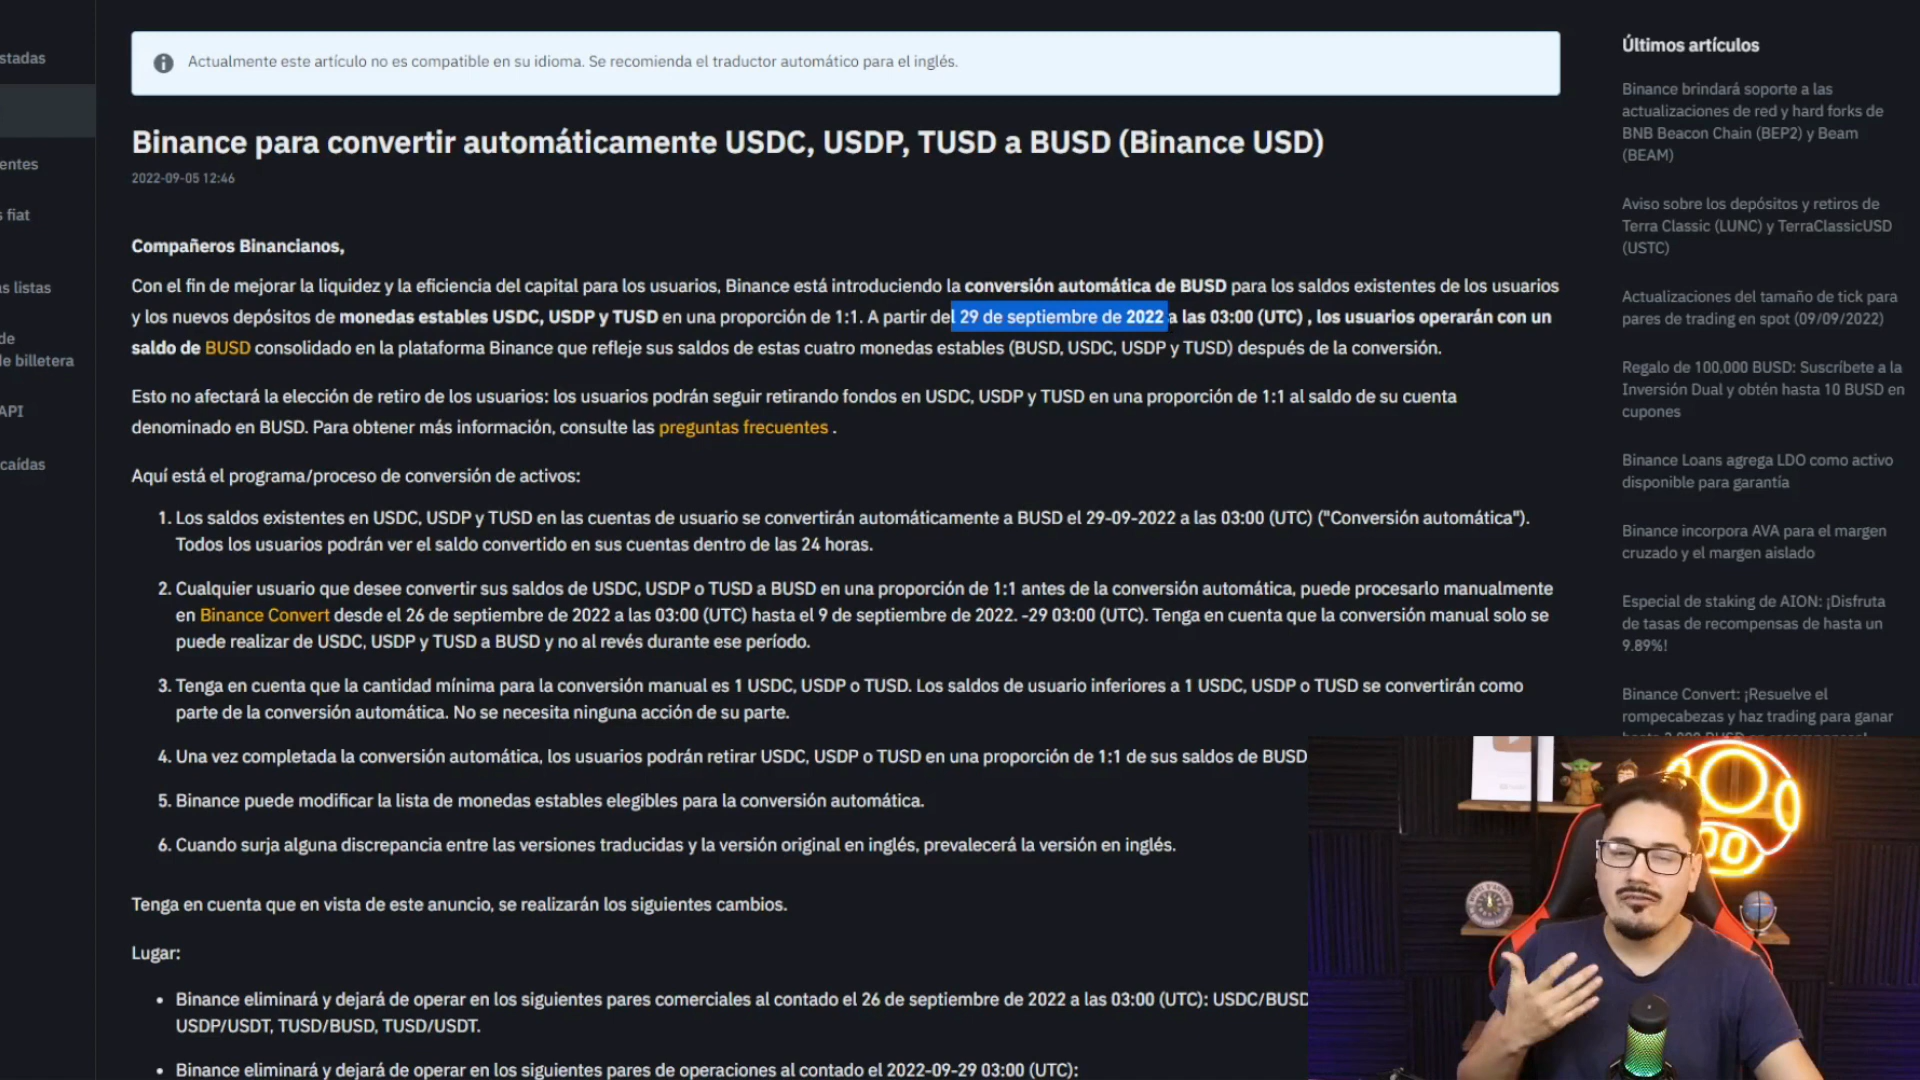 stadas
entes
s fiat
s listas
de
e billetera
API
caídas
Actualmente este artículo no es compatible en su idioma. Se recomienda el traductor automático para el inglés.
Binance para convertir automáticamente USDC, USDP, TUSD a BUSD (Binance USD)
2022-09-05 12:46
Compañeros Binancianos,
Con el fin de mejorar la liquidez y la eficiencia del capital para los usuarios, Binance está introduciendo la conversión automática de BUSD para los saldos existentes de los usuarios
y los nuevos depósitos de monedas estables USDC, USDP y TUSD en una proporción de 1:1. A partir del 29 de septiembre de 2022 a las 03:00 (UTC) , los usuarios operarán con un
saldo de BUSD consolidado en la plataforma Binance que refleje sus saldos de estas cuatro monedas estables (BUSD, USDC, USDP y TUSD) después de la conversión.
Esto no afectará la elección de retiro de los usuarios: los usuarios podrán seguir retirando fondos en USDC, USDP y TUSD en una proporción de 1:1 al saldo de su cuenta
denominado en BUSD. Para obtener más información, consulte las preguntas frecuentes .
Aquí está el programa/proceso de conversión de activos:
1. Los saldos existentes en USDC, USDP y TUSD en las cuentas de usuario se convertirán automáticamente a BUSD el 29-09-2022 a las 03:00 (UTC) ("Conversión automática").
Todos los usuarios podrán ver el saldo convertido en sus cuentas dentro de las 24 horas.
2. Cualquier usuario que desee convertir sus saldos de USDC, USDP o TUSD a BUSD en una proporción de 1:1 antes de la conversión automática, puede procesarlo manualmente
en Binance Convert desde el 26 de septiembre de 2022 a las 03:00 (UTC) hasta el 9 de septiembre de 2022. -29 03:00 (UTC). Tenga en cuenta que la conversión manual solo se
puede realizar de USDC, USDP y TUSD a BUSD y no al revés durante ese período.
3. Tenga en cuenta que la cantidad mínima para la conversión manual es 1 USDC, USDP o TUSD. Los saldos de usuario inferiores a 1 USDC, USDP o TUSD se convertirán como
parte de la conversión automática. No se necesita ninguna acción de su parte.
4. Una vez completada la conversión automática, los usuarios podrán retirar USDC, USDP o TUSD en una proporción de 1:1 de sus saldos de BUSD
5. Binance puede modificar la lista de monedas estables elegibles para la conversión automática.
6. Cuando surja alguna discrepancia entre las versiones traducidas y la versión original en inglés, prevalecerá la versión en inglés.
Tenga en cuenta que en vista de este anuncio, se realizarán los siguientes cambios.
Lugar:
• Binance eliminará y dejará de operar en los siguientes pares comerciales al contado el 26 de septiembre de 2022 a las 03:00 (UTC): USDC/BUSD
USDP/USDT, TUSD/BUSD, TUSD/USDT.
• Binance eliminará y dejará de operar en los siguientes pares de operaciones al contado el 2022-09-29 03:00 (UTC):
Últimos artículos
Binance brindará soporte a las
actualizaciones de red y hard forks de
BNB Beacon Chain (BEP2) y Beam
(BEAM)
Aviso sobre los depósitos y retiros de
Terra Classic (LUNC) y TerraClassicUSD
(USTC)
Actualizaciones del tamaño de tick para
pares de trading en spot (09/09/2022)
Regalo de 100,000 BUSD: Suscríbete a la
Inversión Dual y obtén hasta 10 BUSD en
cupones
Binance Loans agrega LDO como activo
disponible para garantía
Binance incorpora AVA para el margen
cruzado y el margen aislado
Especial de staking de AION: ¡Disfruta
de tasas de recompensas de hasta un
9.89%!
Binance Convert: ¡Resuelve el
rompecabezas y haz trading para ganar